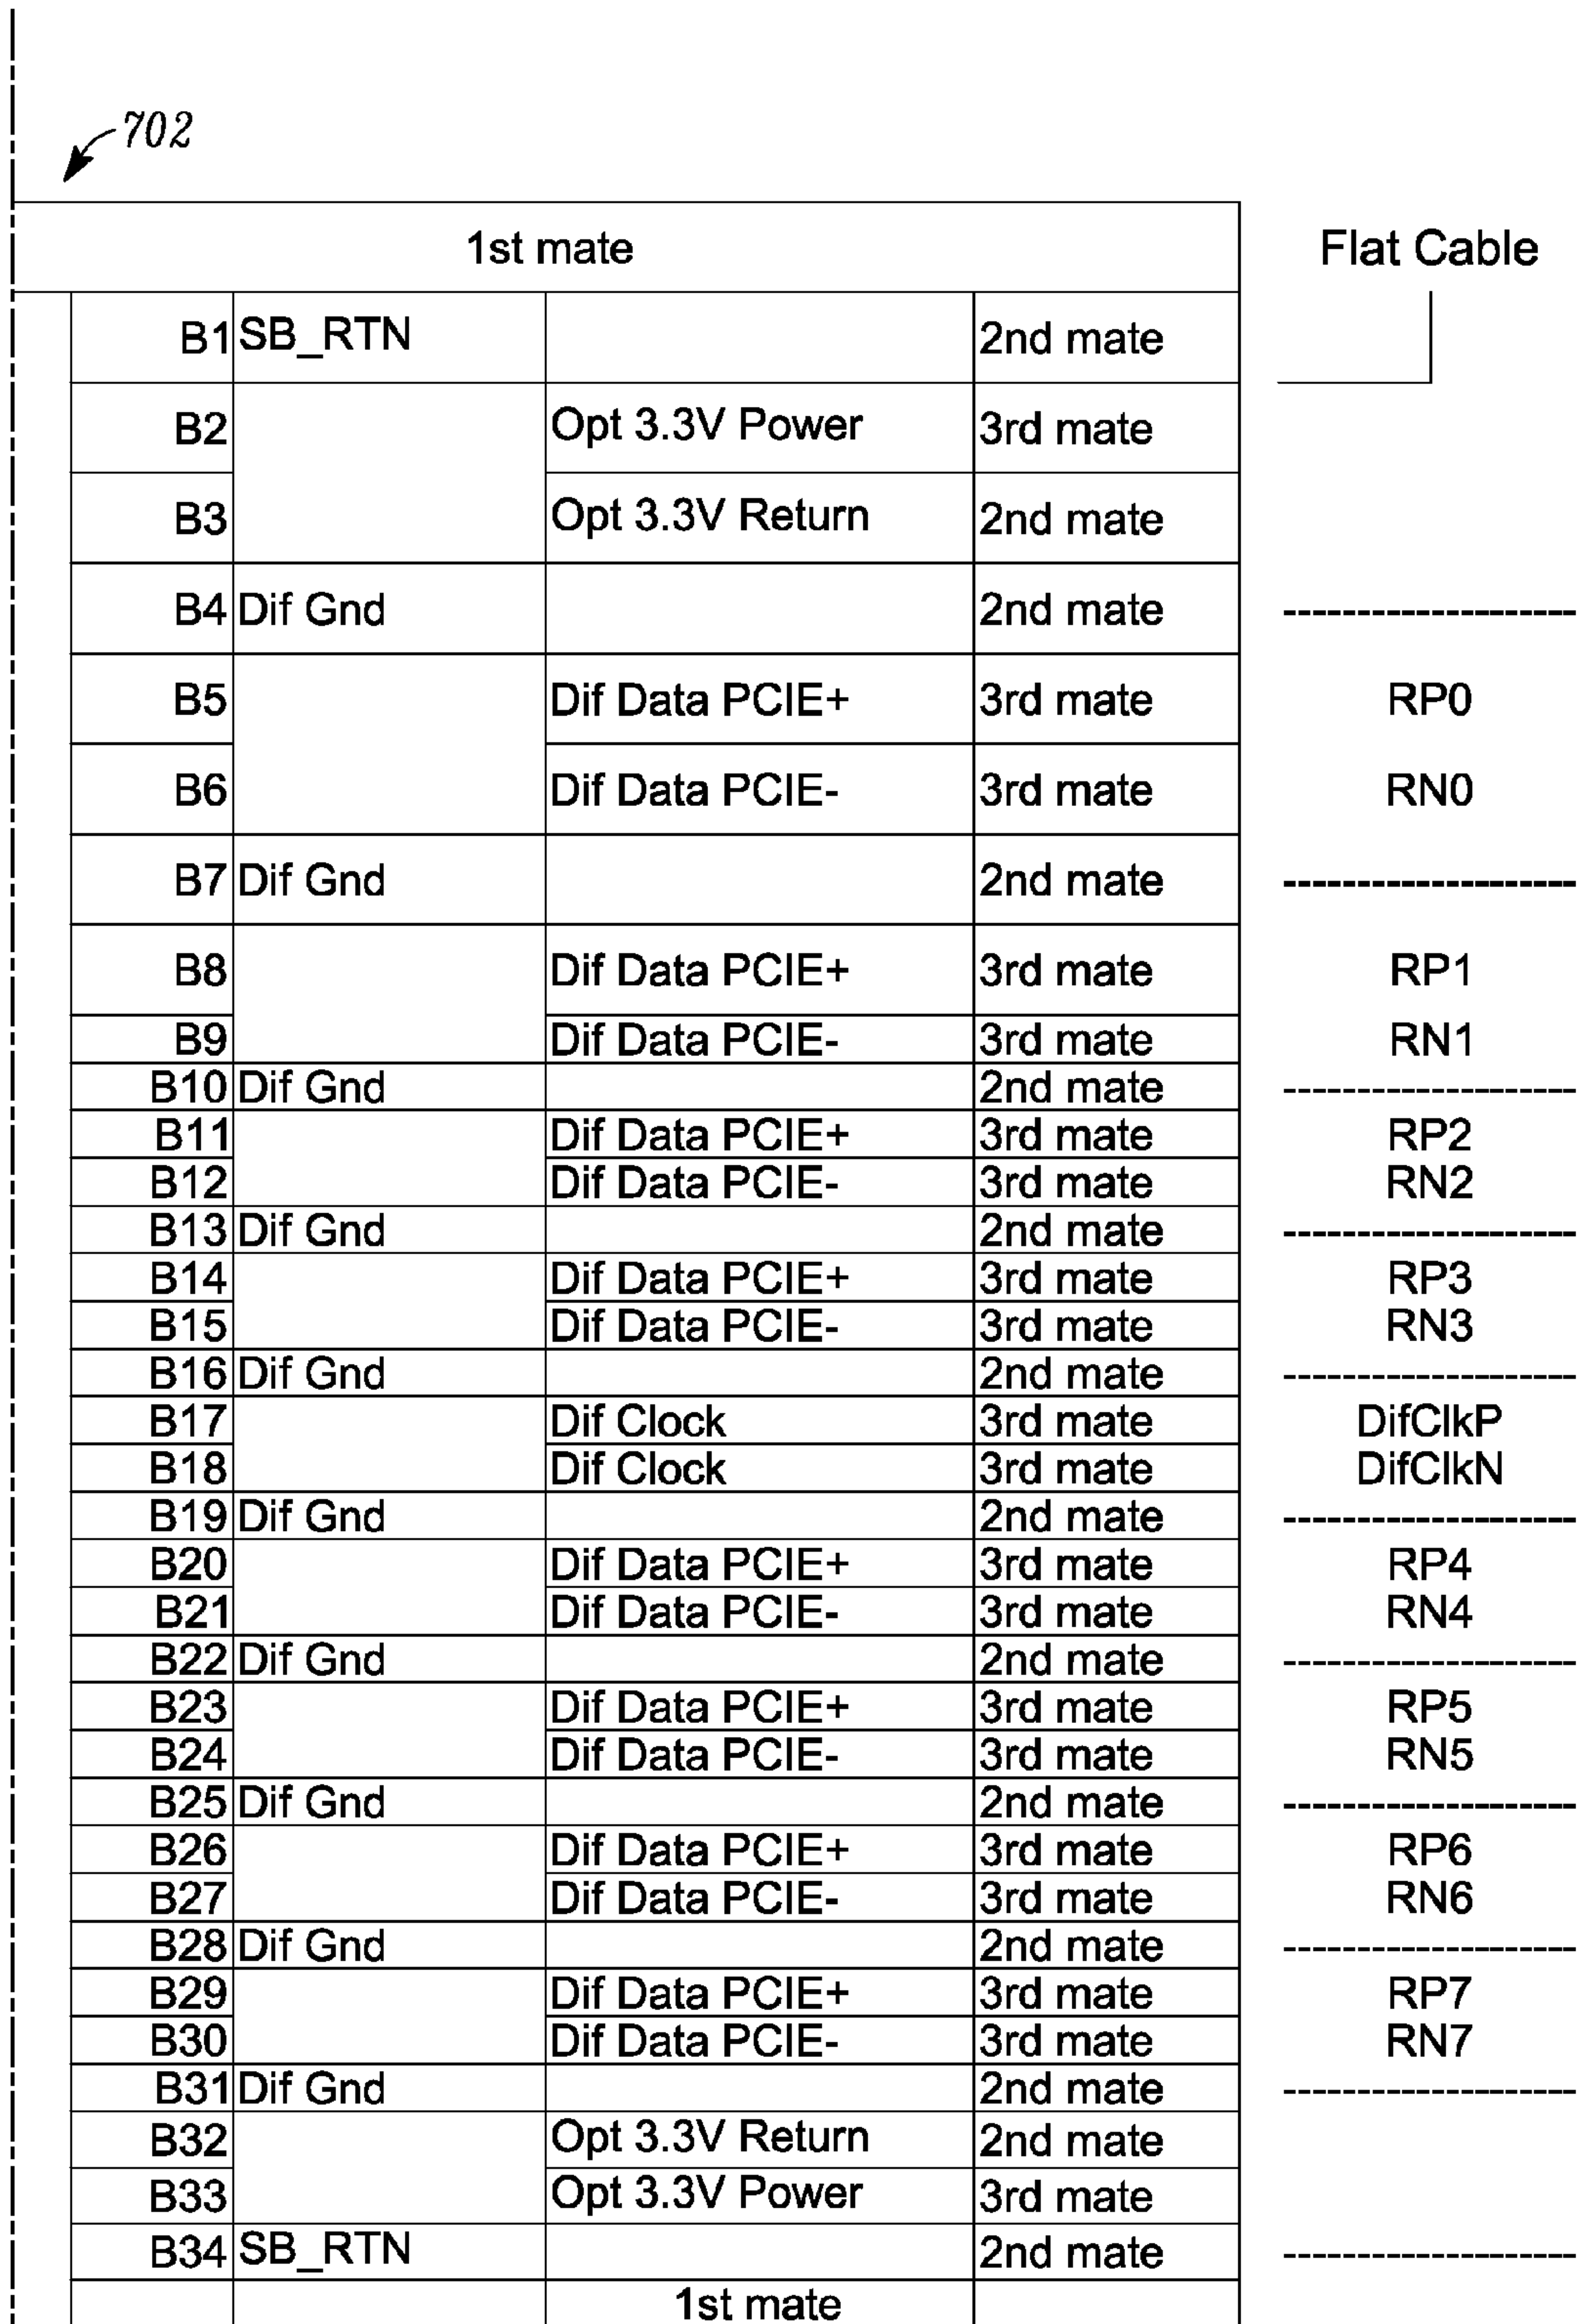 702
1st mate Flat Cable
B1 SB_RTN 2nd mate
B2 Opt 3.3V Power 3rd mate
B3 Opt 3.3V Return 2nd mate
B4 Dif Gnd 2nd mate --------------------
B5 Dif Data PCIE+ 3rd mate RP0
B6 Dif Data PCIE- 3rd mate RN0
B7 Dif Gnd 2nd mate --------------------
B8 Dif Data PCIE+ 3rd mate RP1
B9 Dif Data PCIE- 3rd mate RN1
B10 Dif Gnd 2nd mate --------------------
B11 Dif Data PCIE+ 3rd mate RP2
B12 Dif Data PCIE- 3rd mate RN2
B13 Dif Gnd 2nd mate --------------------
B14 Dif Data PCIE+ 3rd mate RP3
B15 Dif Data PCIE- 3rd mate RN3
B16 Dif Gnd 2nd mate --------------------
B17 Dif Clock 3rd mate DifClkP
B18 Dif Clock 3rd mate DifClkN
B19 Dif Gnd 2nd mate --------------------
B20 Dif Data PCIE+ 3rd mate RP4
B21 Dif Data PCIE- 3rd mate RN4
B22 Dif Gnd 2nd mate --------------------
B23 Dif Data PCIE+ 3rd mate RP5
B24 Dif Data PCIE- 3rd mate RN5
B25 Dif Gnd 2nd mate --------------------
B26 Dif Data PCIE+ 3rd mate RP6
B27 Dif Data PCIE- 3rd mate RN6
B28 Dif Gnd 2nd mate --------------------
B29 Dif Data PCIE+ 3rd mate RP7
B30 Dif Data PCIE- 3rd mate RN7
B31 Dif Gnd 2nd mate --------------------
B32 Opt 3.3V Return 2nd mate
B33 Opt 3.3V Power 3rd mate
B34 SB_RTN 2nd mate --------------------
1st mate